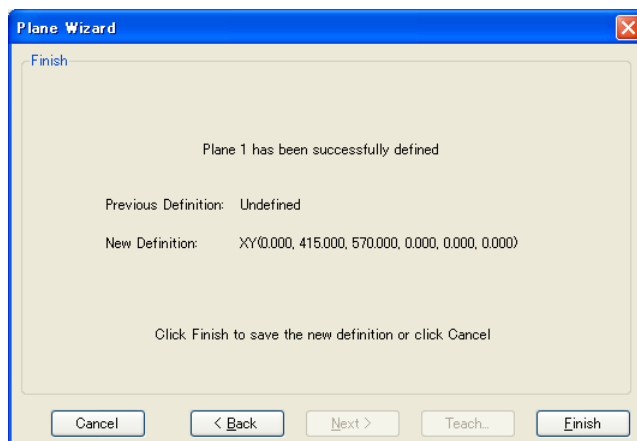 Plane Wizard
Finish
Plane 1 has been successfully defined
Previous Definition: Undefined
New Definition: XY(0.000, 415.000, 570.000, 0.000, 0.000, 0.000)
Click Finish to save the new definition or click Cancel
Cancel < Back Next > Teach... Finish